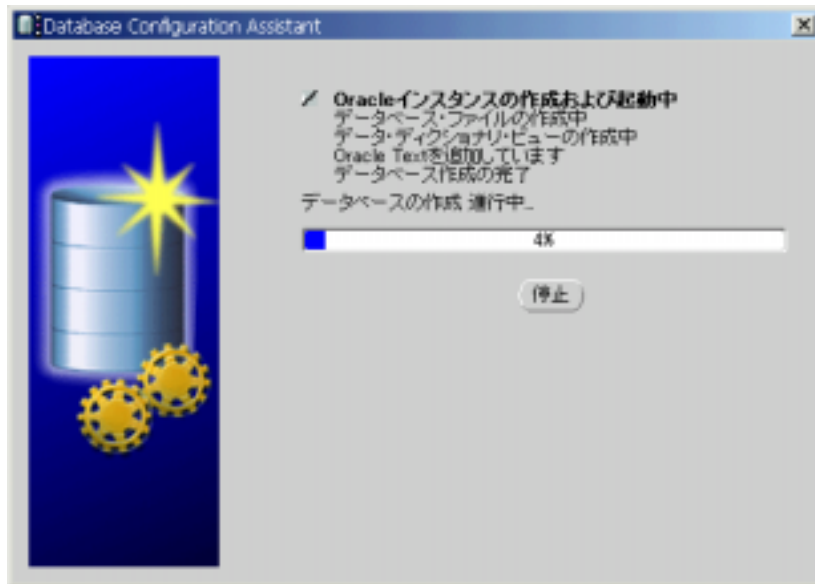 Database Configuration Assistant
Oracleインスタンスの作成および起動中
データベース・ファイルの作成中
データ・ディクショナリ・ビューの作成中
Oracle Textを追加しています
データベース作成の完了
データベースの作成 進行中...
4%
停止